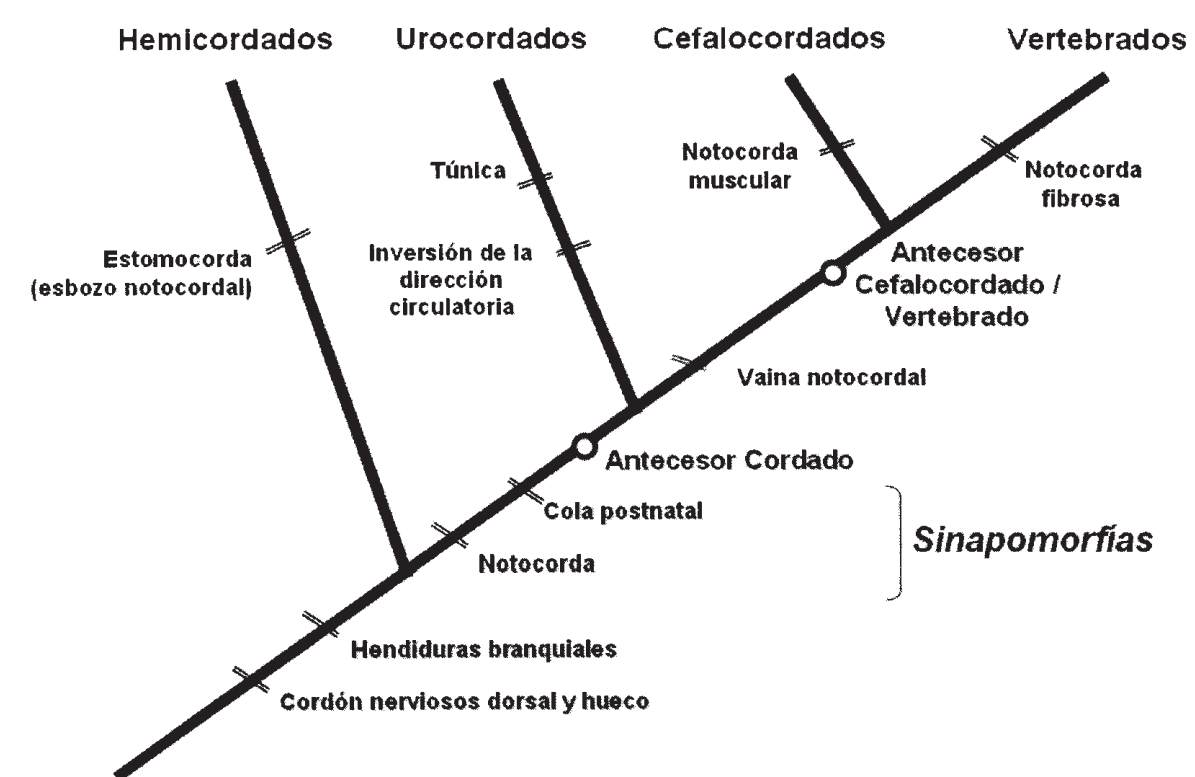 Hemicordados
Urocordados
Cefalocordados
Vertebrados
Túnica
Notocorda
muscular
Notocorda
fibrosa
Estomocorda
(esbozo notocordal)
Inversión de la
dirección
circulatoria
Antecesor
Cefalocordado /
Vertebrado
Vaina notocordal
Antecesor Cordado
Cola postnatal
Sinapomorfías
Notocorda
Hendiduras branquiales
Cordón nerviosos dorsal y hueco